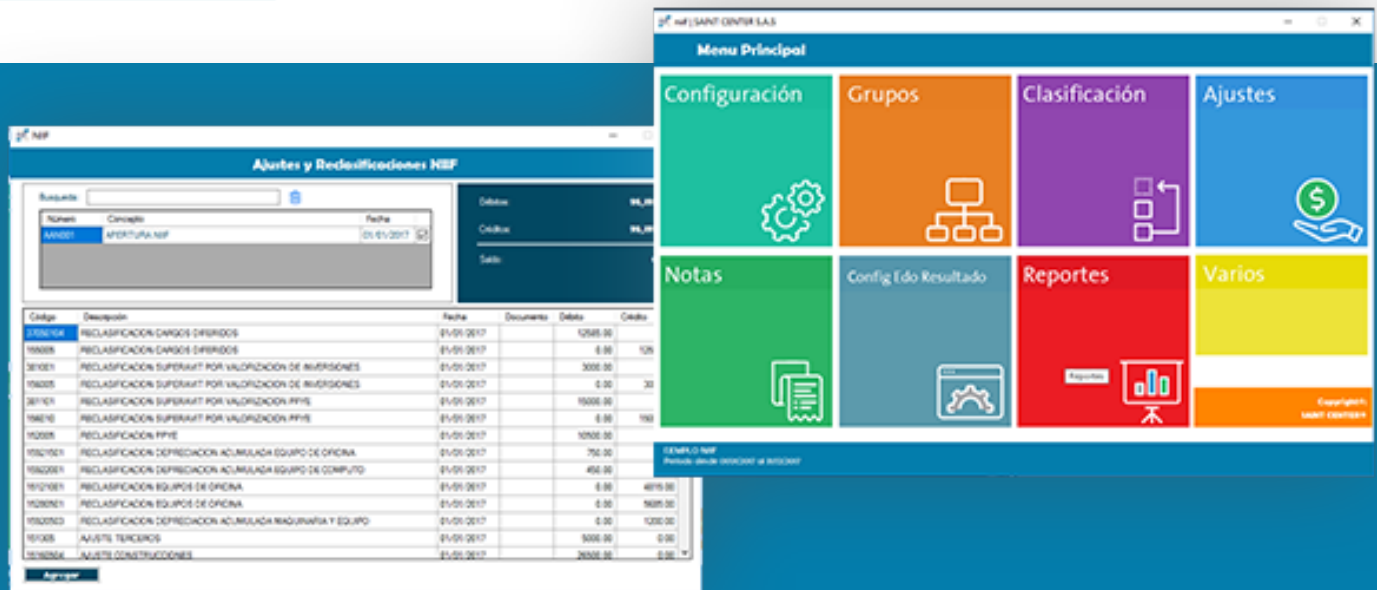 NIIF
Ajustes y Reclasificaciones NIIF
Busqueda:
Número Concepto Fecha
AAN001 APERTURA NIIF 01/01/2017
Débitos:
Créditos:
Saldo:
Código Descripción Fecha Documento Débito Crédito
RECLASIFICACION CARGOS DIFERIDOS 01/01/2017 12585.00
RECLASIFICACION CARGOS DIFERIDOS 01/01/2017 0.00
RECLASIFICACION SUPERAVIT POR VALORIZACION DE INVERSIONES 01/01/2017 3000.00
RECLASIFICACION SUPERAVIT POR VALORIZACION DE INVERSIONES 01/01/2017 0.00
RECLASIFICACION SUPERAVIT POR VALORIZACION PPYE 01/01/2017 15000.00
RECLASIFICACION SUPERAVIT POR VALORIZACION PPYE 01/01/2017 0.00
RECLASIFICACION PPYE 01/01/2017 10500.00
RECLASIFICACION DEPRECIACION ACUMULADA EQUIPO DE OFICINA 01/01/2017 750.00
RECLASIFICACION DEPRECIACION ACUMULADA EQUIPO DE COMPUTO 01/01/2017 450.00
RECLASIFICACION EQUIPOS DE OFICINA 01/01/2017 0.00
RECLASIFICACION EQUIPOS DE OFICINA 01/01/2017 0.00
RECLASIFICACION DEPRECIACION ACUMULADA MAQUINARIA Y EQUIPO 01/01/2017 0.00 1200.00
AJUSTE TERCEROS 01/01/2017 5000.00 0.00
AJUSTE CONSTRUCCIONES 01/01/2017 26500.00 0.00
Agregar
niif | SAINT CENTER S.A.S
Menu Principal
Configuración
Grupos
Clasificación
Ajustes
Notas
Config Edo Resultado
Reportes
Varios
Reportes
Copyright©
SAINT CENTER®
EJEMPLO NIIF